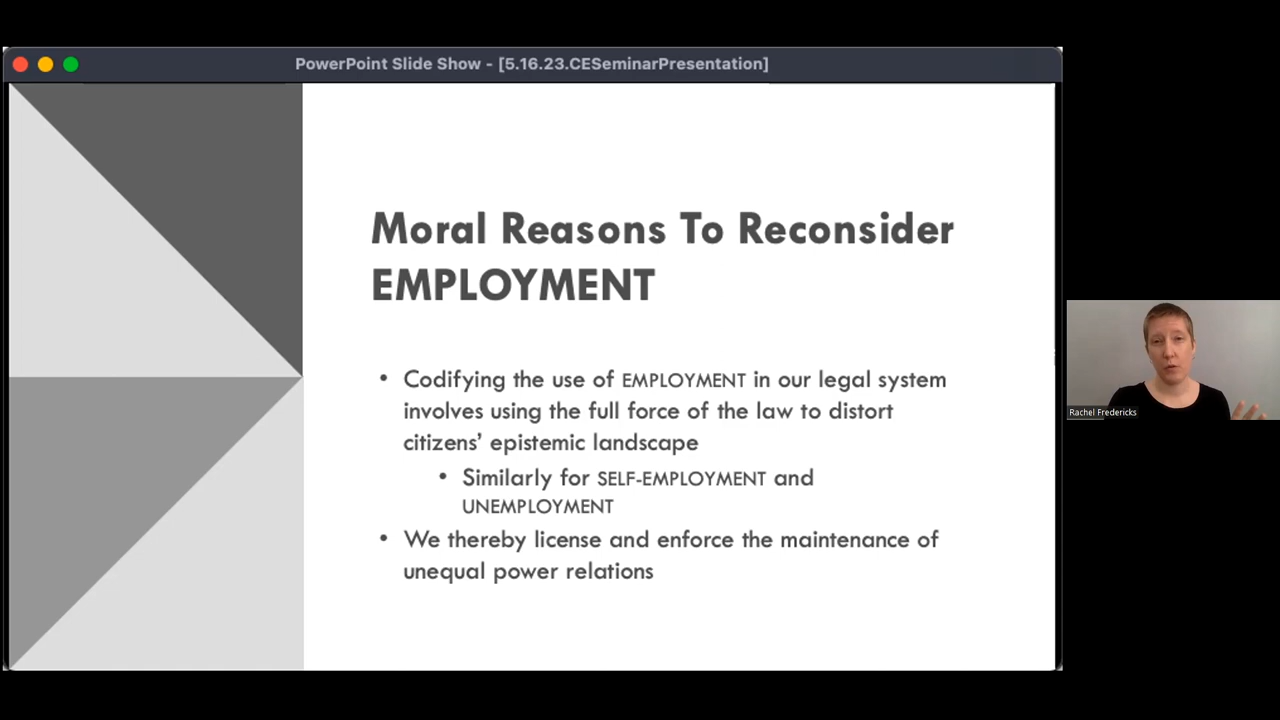 PowerPoint Slide Show - [5.16.23.CESeminarPresentation]
Moral Reasons To Reconsider
EMPLOYMENT
• Codifying the use of EMPLOYMENT in our legal system
involves using the full force of the law to distort
citizens’ epistemic landscape
• Similarly for SELF-EMPLOYMENT and
UNEMPLOYMENT
• We thereby license and enforce the maintenance of
unequal power relations
Rachel Fredericks